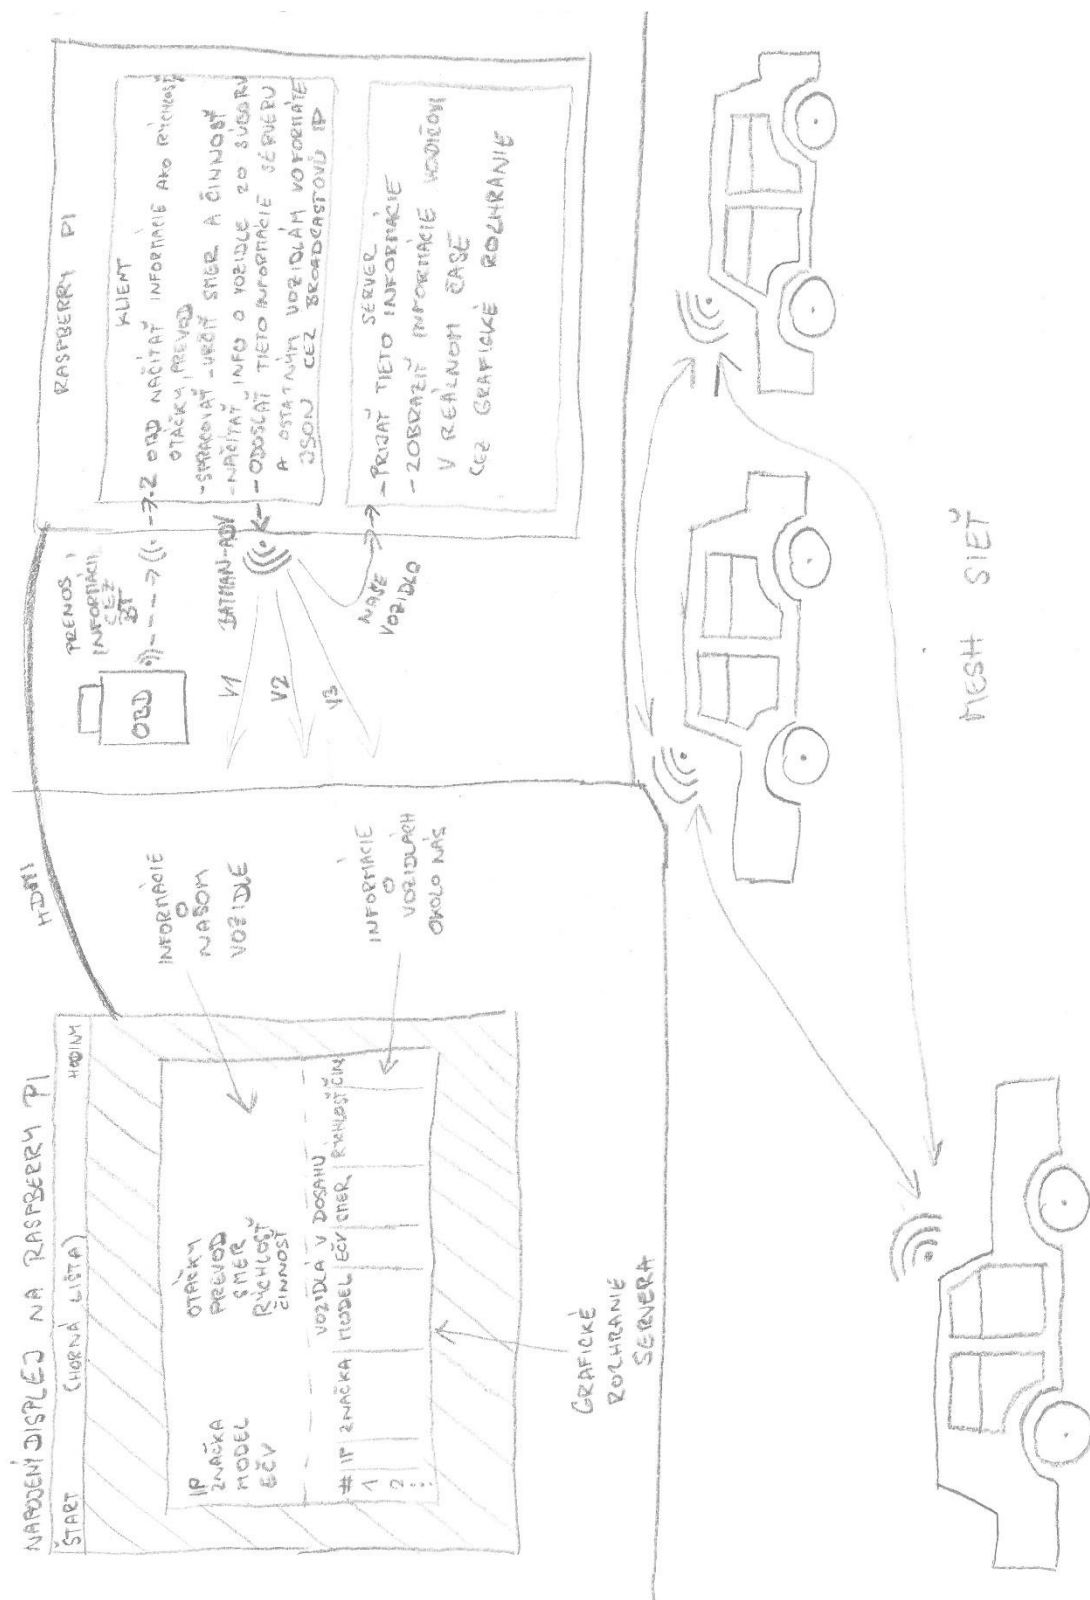 NAPOJENÝ DISPLEJ NA RASPBERRY PI
ŠTART (HORNÁ LIŠTA) HODINY
IP
ZNAČKA
MODEL
EČV
OTÁČKY
PREVOD
SMER
RÝCHLOSŤ
ČINNOSŤ
VOZIDLÁ V DOSAHU
# IP ZNAČKA MODEL EČV SMER RÝCHLOSŤ ČIN
1
2
:
GRAFICKÉ
ROZHRANIE
SERVERA
INFORMÁCIE
O
NAŠOM
VOZIDLE
INFORMÁCIE
O
VOZIDLÁCH
OKOLO NÁS
HDMI
PRENOS
INFORMÁCIÍ
CEZ
BT
OBD
V1
V2
V3
BATMAN-ADV
NAŠE
VOZIDLO
RASPBERRY PI
KLIENT
-Z OBD NAČÍTAŤ INFORMÁCIE AKO RÝCHLOSŤ
OTÁČKY, PREVOD
-SPRACOVAŤ -URČIŤ SMER A ČINNOSŤ
-NAČÍTAŤ INFO O VOZIDLE ZO SÚBORU
-ODOSLAŤ TIETO INFORMÁCIE SERVERU
A OSTATNÝM VOZIDLÁM VO FORMÁTE
JSON CEZ BROADCASTOVÚ IP
SERVER
-PRIJAŤ TIETO INFORMÁCIE
-ZOBRAZIŤ INFORMÁCIE VODIČOVI
V REÁLNOM ČASE
CEZ GRAFICKÉ ROZHRANIE
MESH SIEŤ